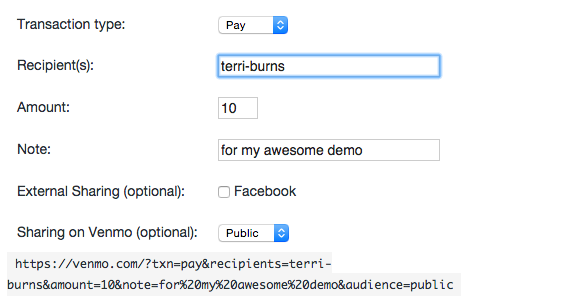 Transaction type: Pay
Recipient(s): terri-burns
Amount: 10
Note: for my awesome demo
External Sharing (optional): Facebook
Sharing on Venmo (optional): Public
https://venmo.com/?txn=pay&recipients=terri-
burns&amount=10&note=for%20my%20awesome%20demo&audience=public